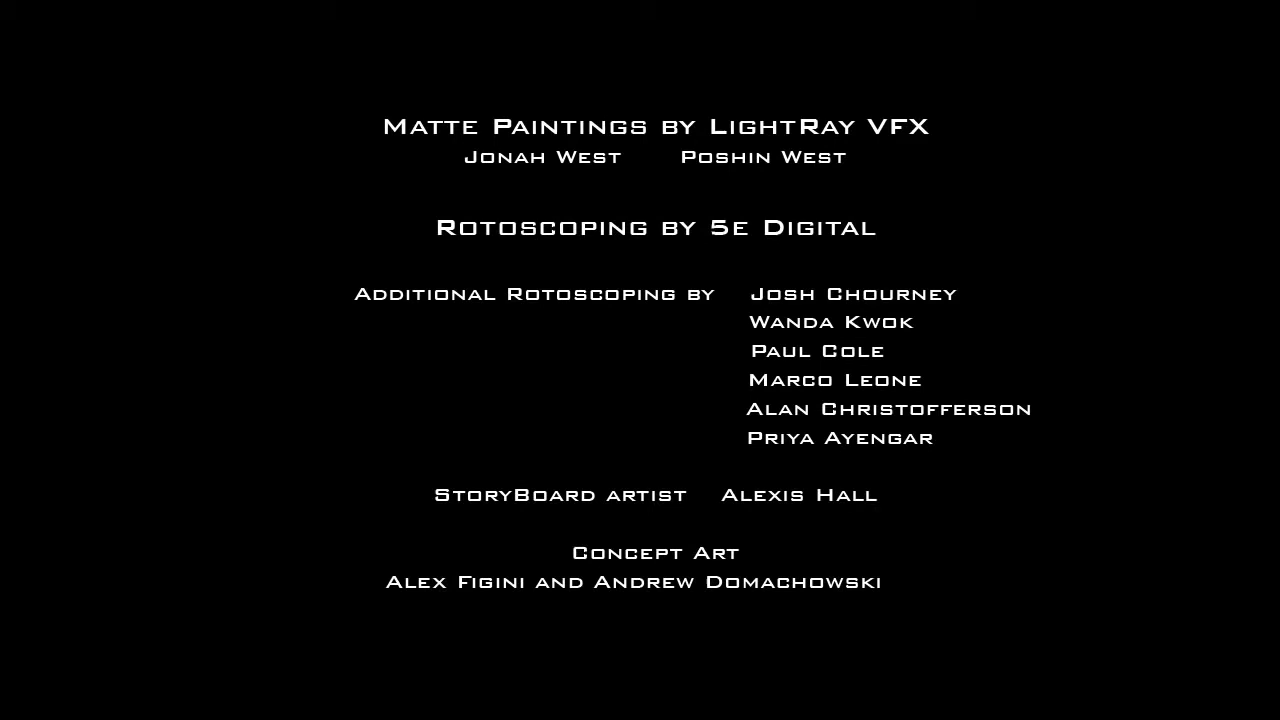 Matte Paintings by LightRay VFX
Jonah West Poshin West
Rotoscoping by 5e Digital
Additional Rotoscoping by Josh Chourney
Wanda Kwok
Paul Cole
Marco Leone
Alan Christofferson
Priya Ayengar
StoryBoard artist Alexis Hall
Concept Art
Alex Figini and Andrew Domachowski